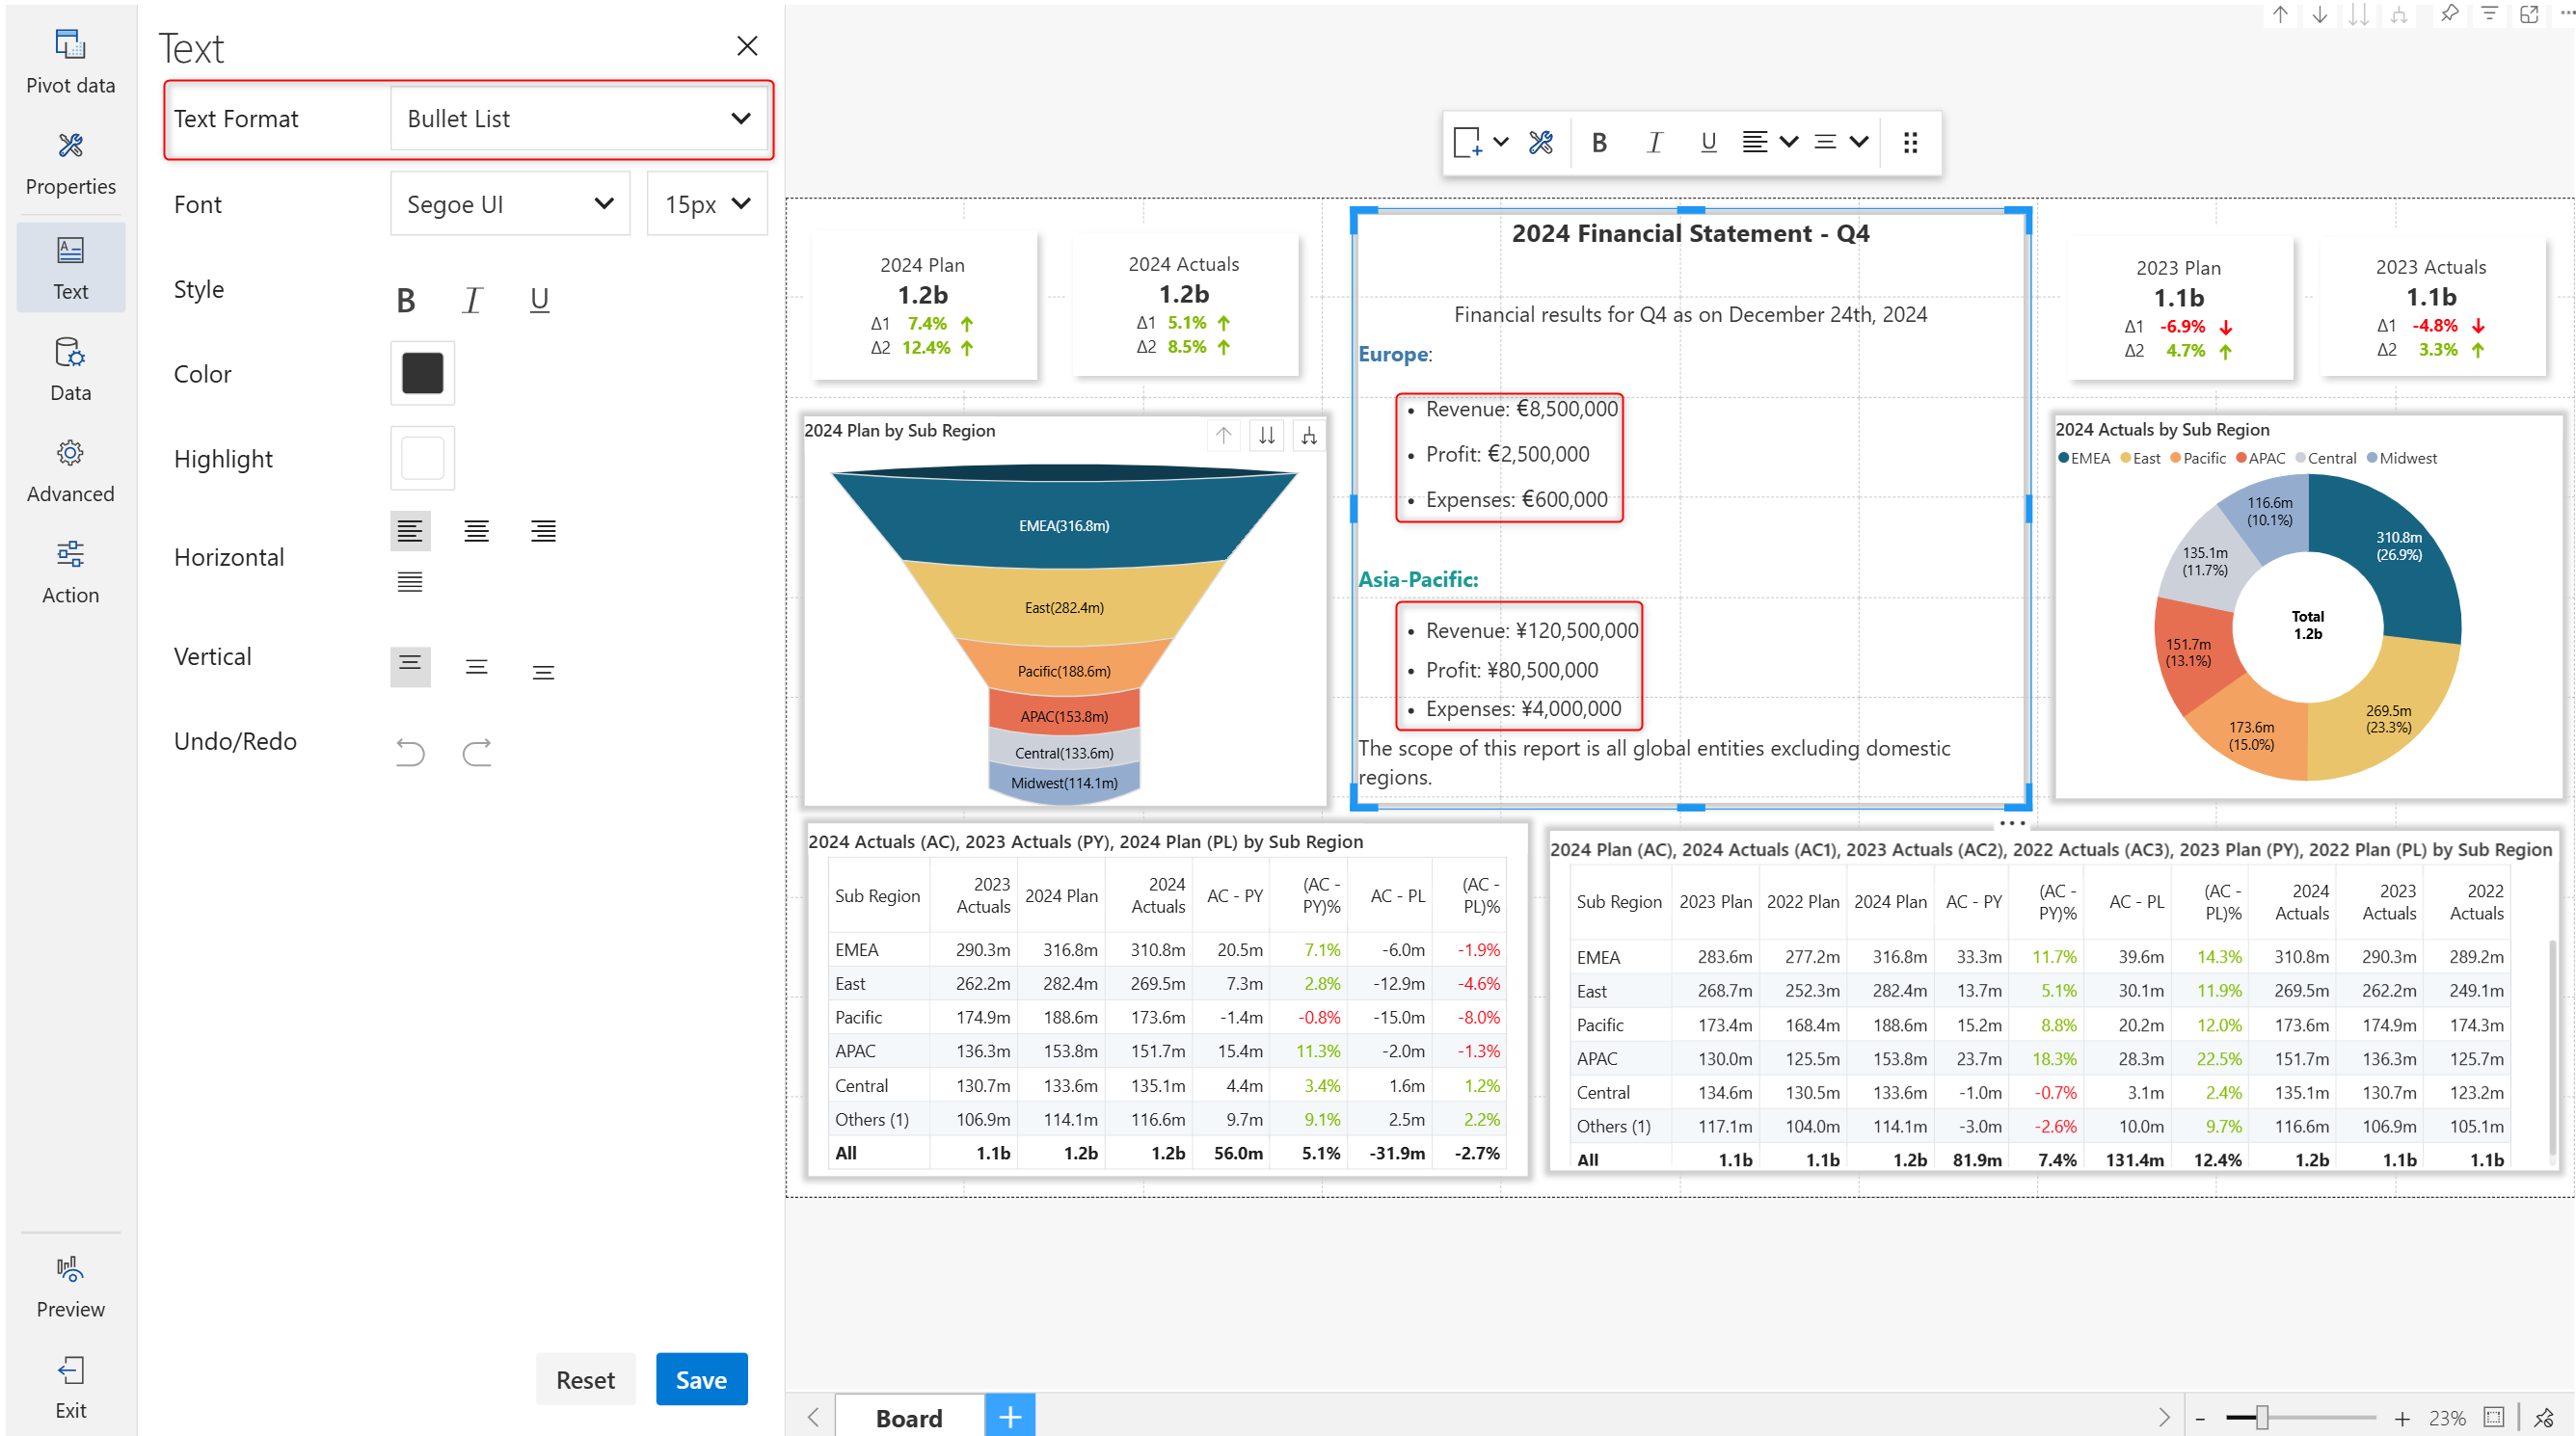 Pivot data
Properties
Text
Data
Advanced
Action
Preview
Exit
Text
Text Format
Bullet List
Font
Segoe UI
15px
Style
B I U
Color
Highlight
Horizontal
Vertical
Undo/Redo
Reset
Save
B I U
2024 Plan
1.2b
Δ1 7.4%
Δ2 12.4%
2024 Actuals
1.2b
Δ1 5.1%
Δ2 8.5%
2024 Financial Statement - Q4
Financial results for Q4 as on December 24th, 2024
Europe:
• Revenue: €8,500,000
• Profit: €2,500,000
• Expenses: €600,000
Asia-Pacific:
• Revenue: ¥120,500,000
• Profit: ¥80,500,000
• Expenses: ¥4,000,000
The scope of this report is all global entities excluding domestic
regions.
2023 Plan
1.1b
Δ1 -6.9%
Δ2 4.7%
2023 Actuals
1.1b
Δ1 -4.8%
Δ2 3.3%
2024 Plan by Sub Region
EMEA(316.8m)
East(282.4m)
Pacific(188.6m)
APAC(153.8m)
Central(133.6m)
Midwest(114.1m)
2024 Actuals by Sub Region
EMEA East Pacific APAC Central Midwest
116.6m
(10.1%)
310.8m
(26.9%)
135.1m
(11.7%)
Total
1.2b
151.7m
(13.1%)
269.5m
(23.3%)
173.6m
(15.0%)
2024 Actuals (AC), 2023 Actuals (PY), 2024 Plan (PL) by Sub Region
Sub Region 2023 Actuals 2024 Plan 2024 Actuals AC - PY (AC - PY)% AC - PL (AC - PL)%
EMEA 290.3m 316.8m 310.8m 20.5m 7.1% -6.0m -1.9%
East 262.2m 282.4m 269.5m 7.3m 2.8% -12.9m -4.6%
Pacific 174.9m 188.6m 173.6m -1.4m -0.8% -15.0m -8.0%
APAC 136.3m 153.8m 151.7m 15.4m 11.3% -2.0m -1.3%
Central 130.7m 133.6m 135.1m 4.4m 3.4% 1.6m 1.2%
Others (1) 106.9m 114.1m 116.6m 9.7m 9.1% 2.5m 2.2%
All 1.1b 1.2b 1.2b 56.0m 5.1% -31.9m -2.7%
2024 Plan (AC), 2024 Actuals (AC1), 2023 Actuals (AC2), 2022 Actuals (AC3), 2023 Plan (PY), 2022 Plan (PL) by Sub Region
Sub Region 2023 Plan 2022 Plan 2024 Plan AC - PY (AC - PY)% AC - PL (AC - PL)% 2024 Actuals 2023 Actuals 2022 Actuals
EMEA 283.6m 277.2m 316.8m 33.3m 11.7% 39.6m 14.3% 310.8m 290.3m 289.2m
East 268.7m 252.3m 282.4m 13.7m 5.1% 30.1m 11.9% 269.5m 262.2m 249.1m
Pacific 173.4m 168.4m 188.6m 15.2m 8.8% 20.2m 12.0% 173.6m 174.9m 174.3m
APAC 130.0m 125.5m 153.8m 23.7m 18.3% 28.3m 22.5% 151.7m 136.3m 125.7m
Central 134.6m 130.5m 133.6m -1.0m -0.7% 3.1m 2.4% 135.1m 130.7m 123.2m
Others (1) 117.1m 104.0m 114.1m -3.0m -2.6% 10.0m 9.7% 116.6m 106.9m 105.1m
All 1.1b 1.1b 1.2b 81.9m 7.4% 131.4m 12.4% 1.2b 1.1b 1.1b
Board
23%